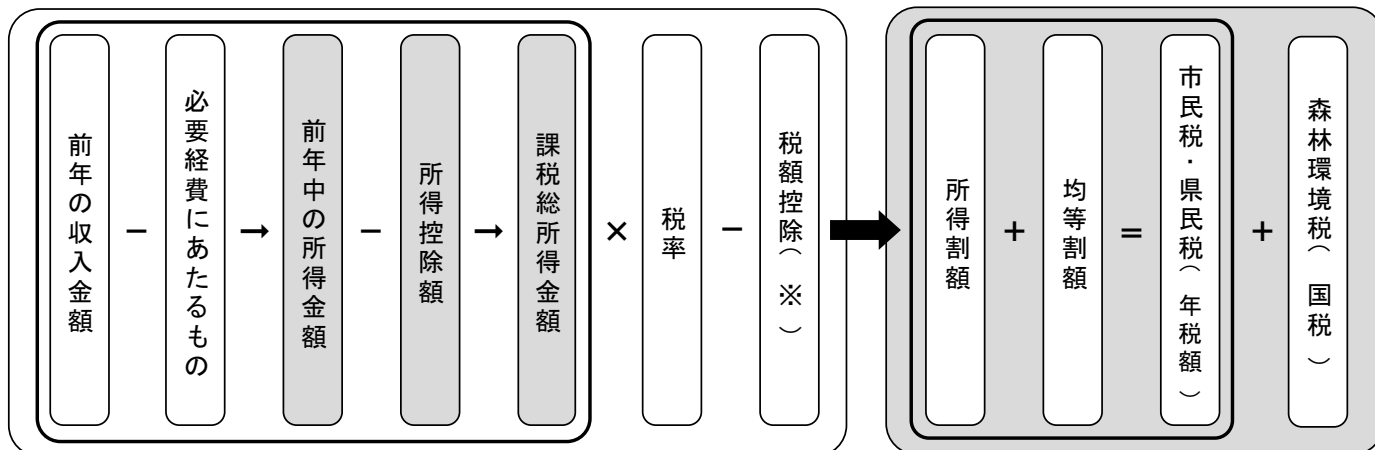 前年の収入金額
－
必要経費にあたるもの
→
前年中の所得金額
－
所得控除額
→
課税総所得金額
×
税率
－
税額控除（※）
所得割額
＋
均等割額
＝
市民税・県民税（年税額）
＋
森林環境税（国税）